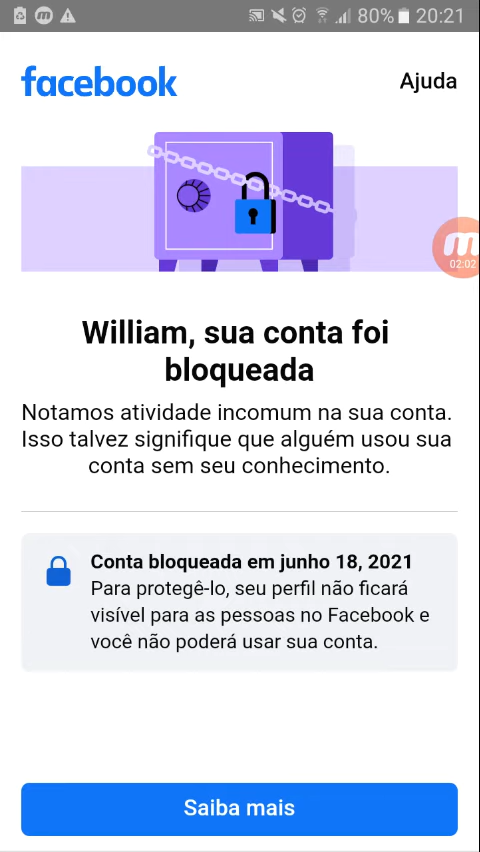 80% 20:21
facebook
Ajuda
02:02
William, sua conta foi
bloqueada
Notamos atividade incomum na sua conta.
Isso talvez signifique que alguém usou sua
conta sem seu conhecimento.
Conta bloqueada em junho 18, 2021
Para protegê-lo, seu perfil não ficará
visível para as pessoas no Facebook e
você não poderá usar sua conta.
Saiba mais